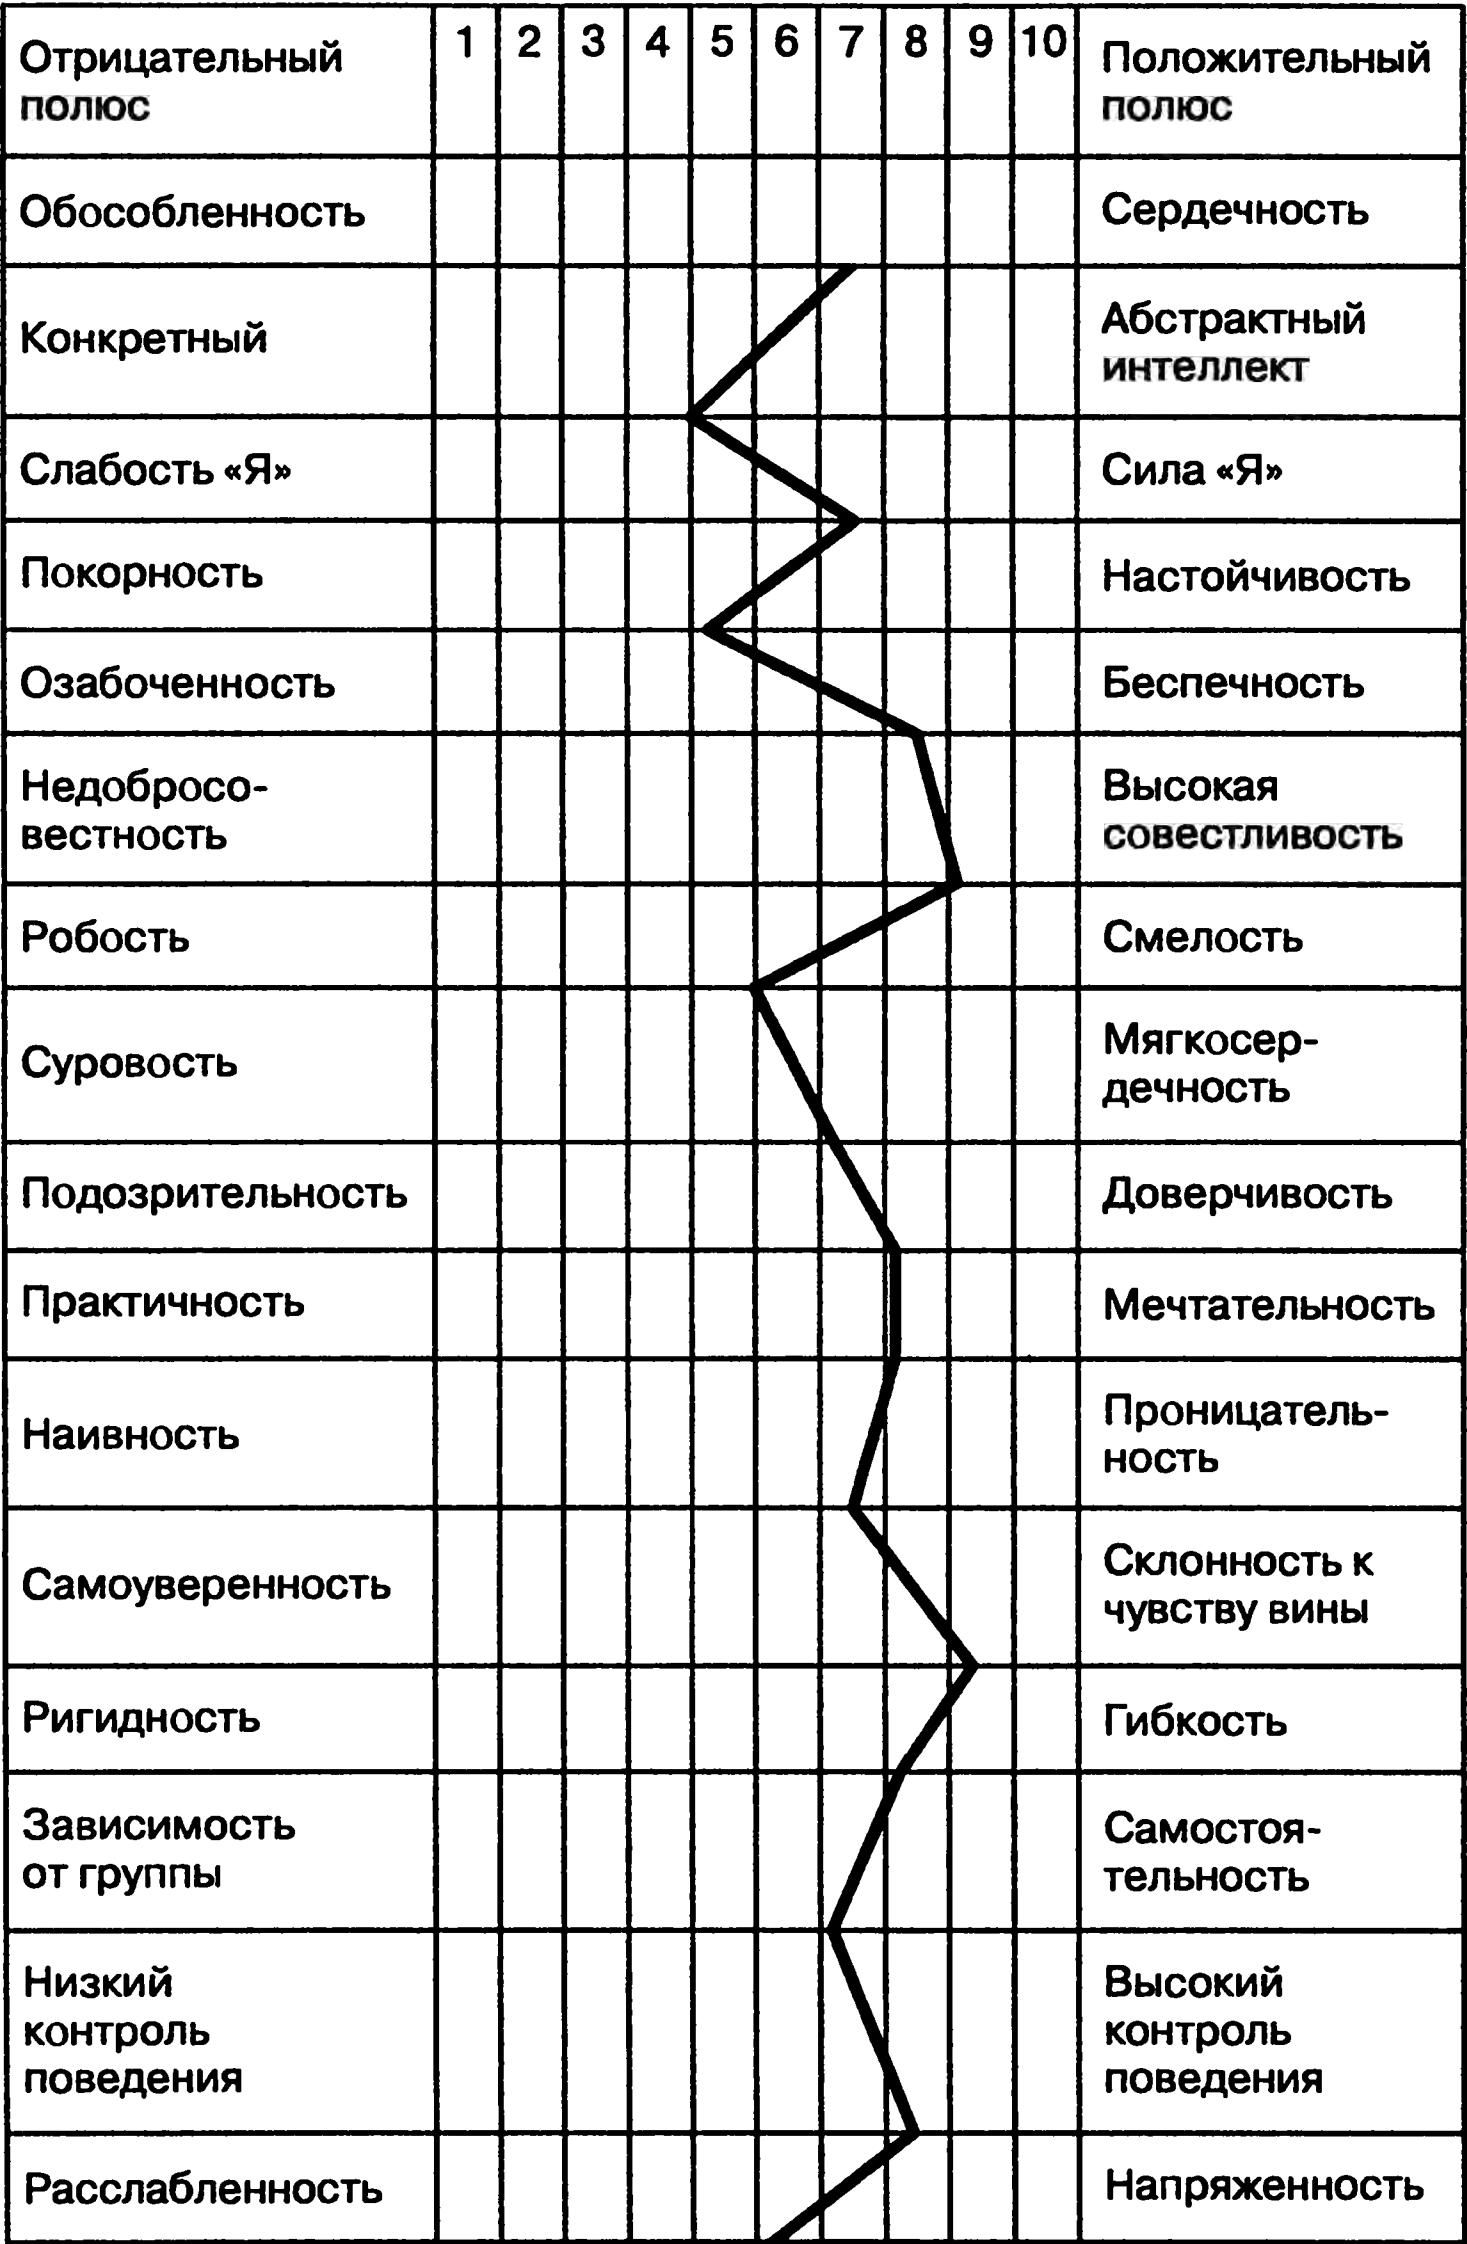 Отрицательный 1 2 3 4 5 6 7 8 9 10 Положительный
полюс полюс
Обособленность Сердечность
Конкретный Абстрактный
интеллект
Слабость «Я» Сила «Я»
Покорность Настойчивость
Озабоченность Беспечность
Недобросо- Высокая
вестность совестливость
Робость Смелость
Суровость Мягкосер-
дечность
Подозрительность Доверчивость
Практичность Мечтательность
Наивность Проницатель-
ность
Самоуверенность Склонность к
чувству вины
Ригидность Гибкость
Зависимость Самостоя-
от группы тельность
Низкий Высокий
контроль контроль
поведения поведения
Расслабленность Напряженность